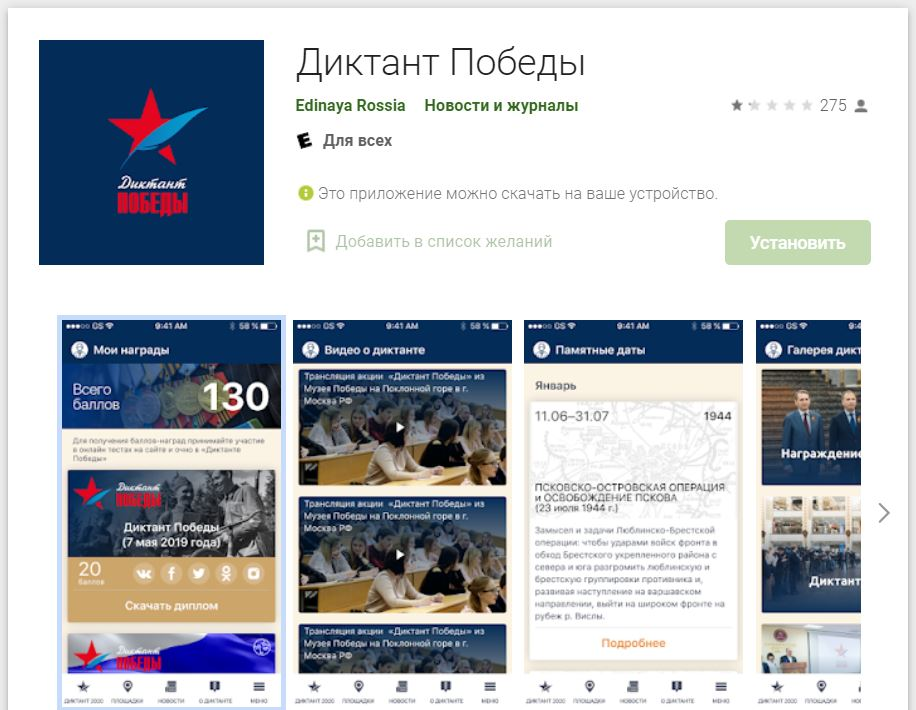 Диктант Победы
Edinaya Rossia Новости и журналы 275
E Для всех
Это приложение можно скачать на ваше устройство.
Добавить в список желаний
Установить
Диктант
ПОБЕДЫ
GS 9:41 AM 58 %
Мои награды
Всего
баллов
130
Для получения баллов-наград принимайте участие
в онлайн тестах на сайте и очно в «Диктанте
Победы»
Диктант
ПОБЕДЫ
Диктант Победы
(7 мая 2019 года)
20
баллов
Скачать диплом
Диктант
ПОБЕДЫ
ДИКТАНТ 2020 ПЛОЩАДКИ НОВОСТИ О ДИКТАНТЕ МЕНЮ
GS 9:41 AM 58 %
Видео о диктанте
Трансляция акции «Диктант Победы» из
Музея Победы на Поклонной горе в г.
Москва РФ
Трансляция акции «Диктант Победы» из
Музея Победы на Поклонной горе в г.
Москва РФ
Трансляция акции «Диктант Победы» из
Музея Победы на Поклонной горе в г.
Москва РФ
ДИКТАНТ 2020 ПЛОЩАДКИ НОВОСТИ О ДИКТАНТЕ МЕНЮ
GS 9:41 AM 58 %
Памятные даты
Январь
11.06–31.07 1944
ПСКОВСКО-ОСТРОВСКАЯ ОПЕРАЦИЯ
и ОСВОБОЖДЕНИЕ ПСКОВА
(23 июля 1944 г.)
Замысел и задачи Люблинско-Брестской
операции: чтобы ударами войск фронта в
обход Брестского укрепленного района с
севера и юга разгромить люблинскую и
брестскую группировки противника и,
развивая наступление на варшавском
направлении, выйти на широком фронте на
рубеж р. Вислы.
Подробнее
ДИКТАНТ 2020 ПЛОЩАДКИ НОВОСТИ О ДИКТАНТЕ МЕНЮ
GS 9:4
Галерея дикт
Награждение
Диктант
ДИКТАНТ 2020 ПЛОЩАДКИ НО